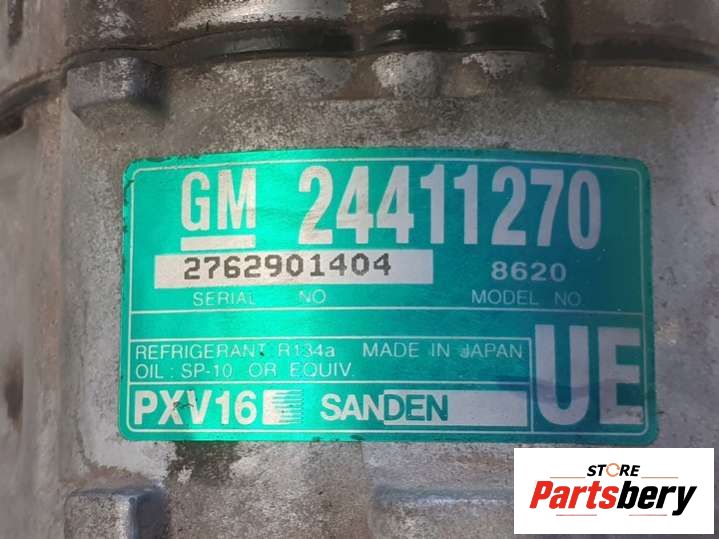 GM 24411270
2762901404 8620
SERIAL NO MODEL NO
REFRIGERANT R134a MADE IN JAPAN
OIL : SP-10 OR EQUIV.
PXV16 SANDEN UE
STORE
Partsbery